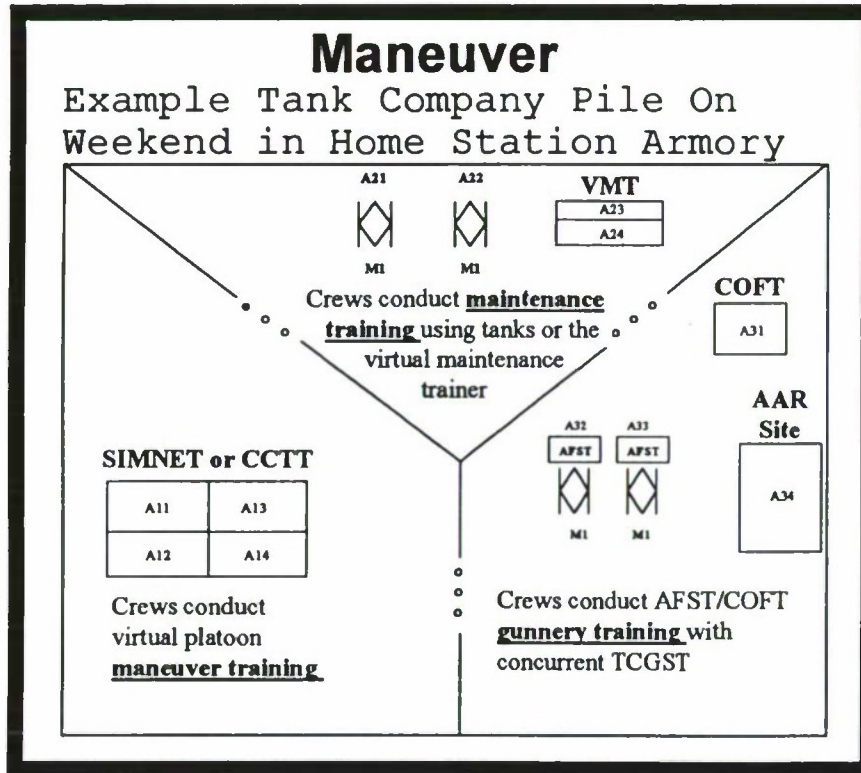 Maneuver
Example Tank Company Pile On
Weekend in Home Station Armory
A21 A22 VMT
A23
A24
M1 M1
Crews conduct maintenance
training using tanks or the
virtual maintenance
trainer
COFT
A31
AAR
Site
A34
A32 A33
AFST AFST
M1 M1
SIMNET or CCTT
A11 A13
A12 A14
Crews conduct
virtual platoon
maneuver training
Crews conduct AFST/COFT
gunnery training with
concurrent TCGST